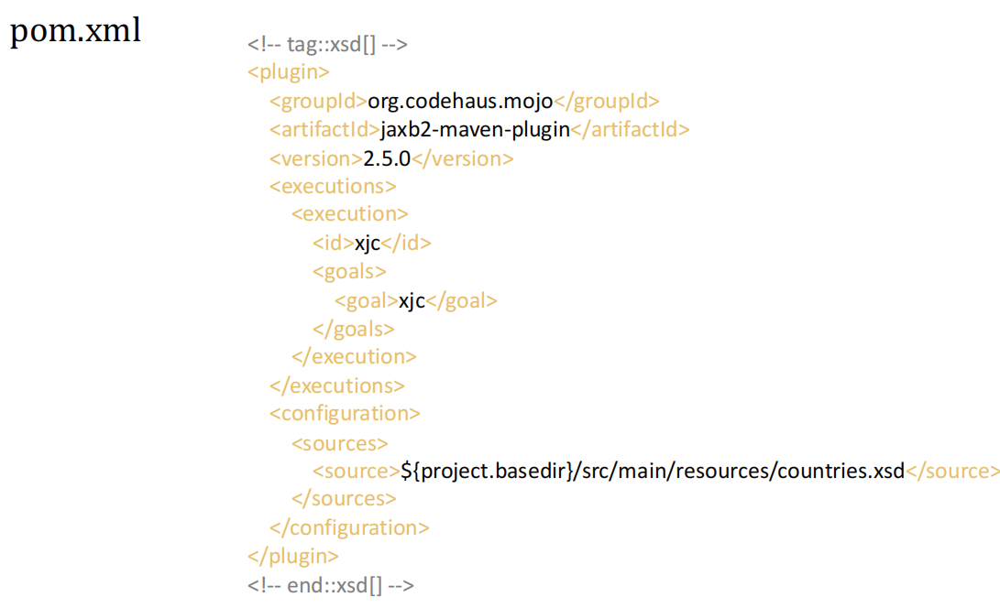 pom.xml
<!-- tag::xsd[] -->
<plugin>
<groupId>org.codehaus.mojo</groupId>
<artifactId>jaxb2-maven-plugin</artifactId>
<version>2.5.0</version>
<executions>
<execution>
<id>xjc</id>
<goals>
<goal>xjc</goal>
</goals>
</execution>
</executions>
<configuration>
<sources>
<source>${project.basedir}/src/main/resources/countries.xsd</source>
</sources>
</configuration>
</plugin>
<!-- end::xsd[] -->